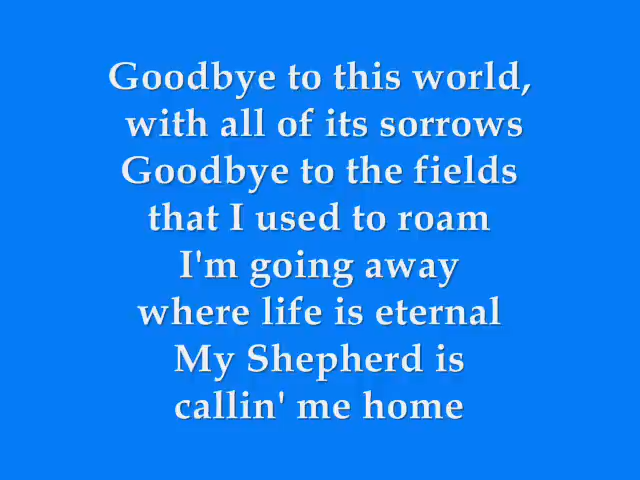 Goodbye to this world,
with all of its sorrows
Goodbye to the fields
that I used to roam
I'm going away
where life is eternal
My Shepherd is
callin' me home